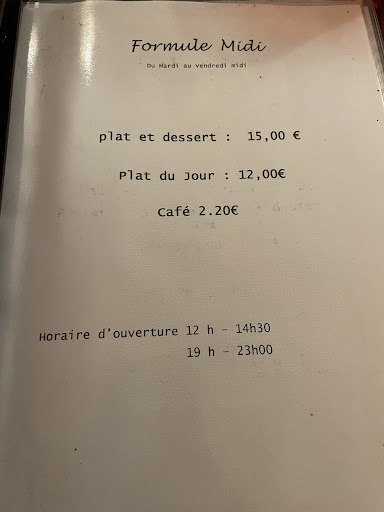 Formule Midi
Du Mardi au vendredi midi
plat et dessert : 15,00 €
Plat du Jour : 12,00€
Café 2.20€
Horaire d'ouverture 12 h - 14h30
19 h - 23h00